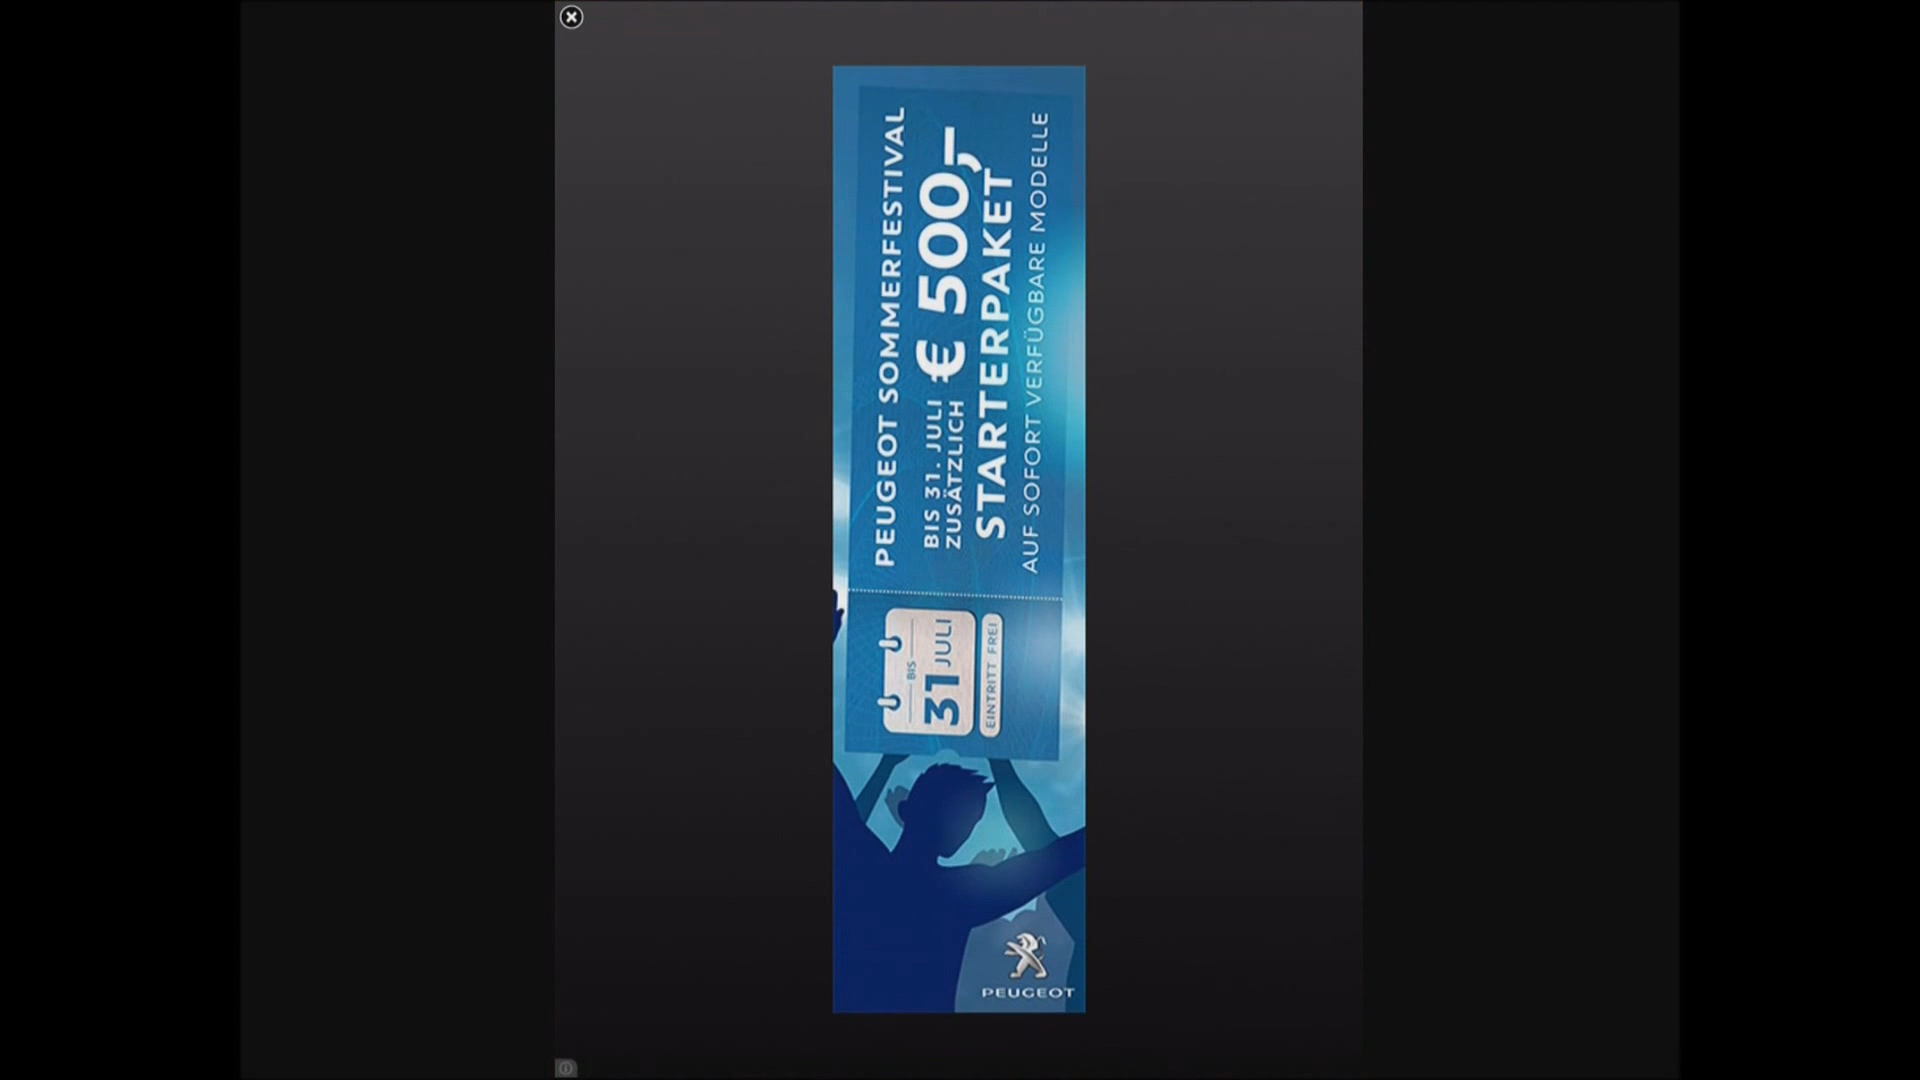 PEUGEOT SOMMERFESTIVAL
BIS 31. JULI
ZUSÄTZLICH
€ 500,–
STARTERPAKET
AUF SOFORT VERFÜGBARE MODELLE
BIS
31 JULI
EINTRITT FREI
PEUGEOT